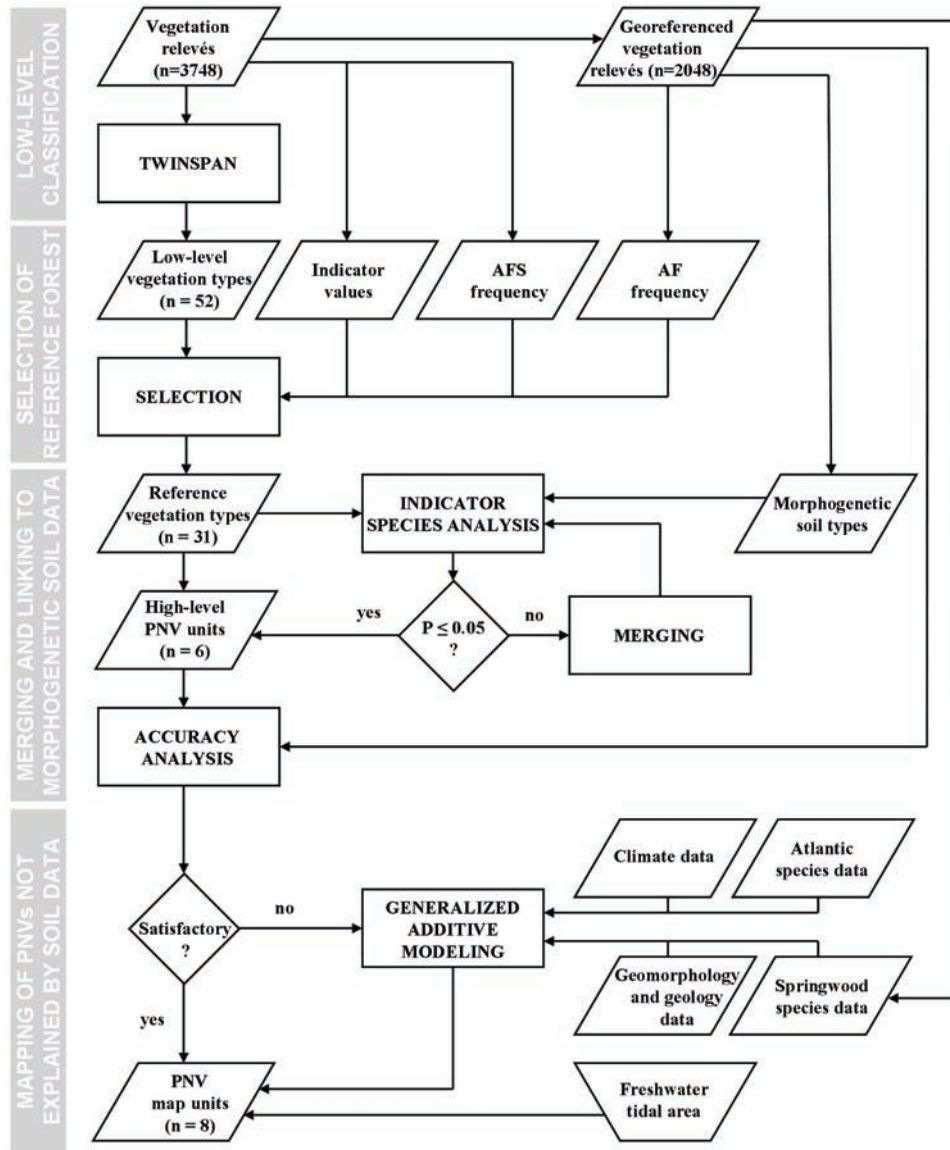 LOW-LEVEL
CLASSIFICATION
Vegetation
relevés
(n=3748)
Georeferenced
vegetation
relevés (n=2048)
TWINSPAN
SELECTION OF
REFERENCE FOREST
Low-level
vegetation types
(n = 52)
Indicator
values
AFS
frequency
AF
frequency
SELECTION
MERGING AND LINKING TO
MORPHOGENETIC SOIL DATA
Reference
vegetation types
(n = 31)
INDICATOR
SPECIES ANALYSIS
Morphogenetic
soil types
High-level
PNV units
(n = 6)
yes
P ≤ 0.05
?
no
MERGING
ACCURACY
ANALYSIS
MAPPING OF PNVs NOT
EXPLAINED BY SOIL DATA
Climate data
Atlantic
species data
Satisfactory
?
no
GENERALIZED
ADDITIVE
MODELING
Geomorphology
and geology
data
Springwood
species data
yes
PNV
map units
(n = 8)
Freshwater
tidal area